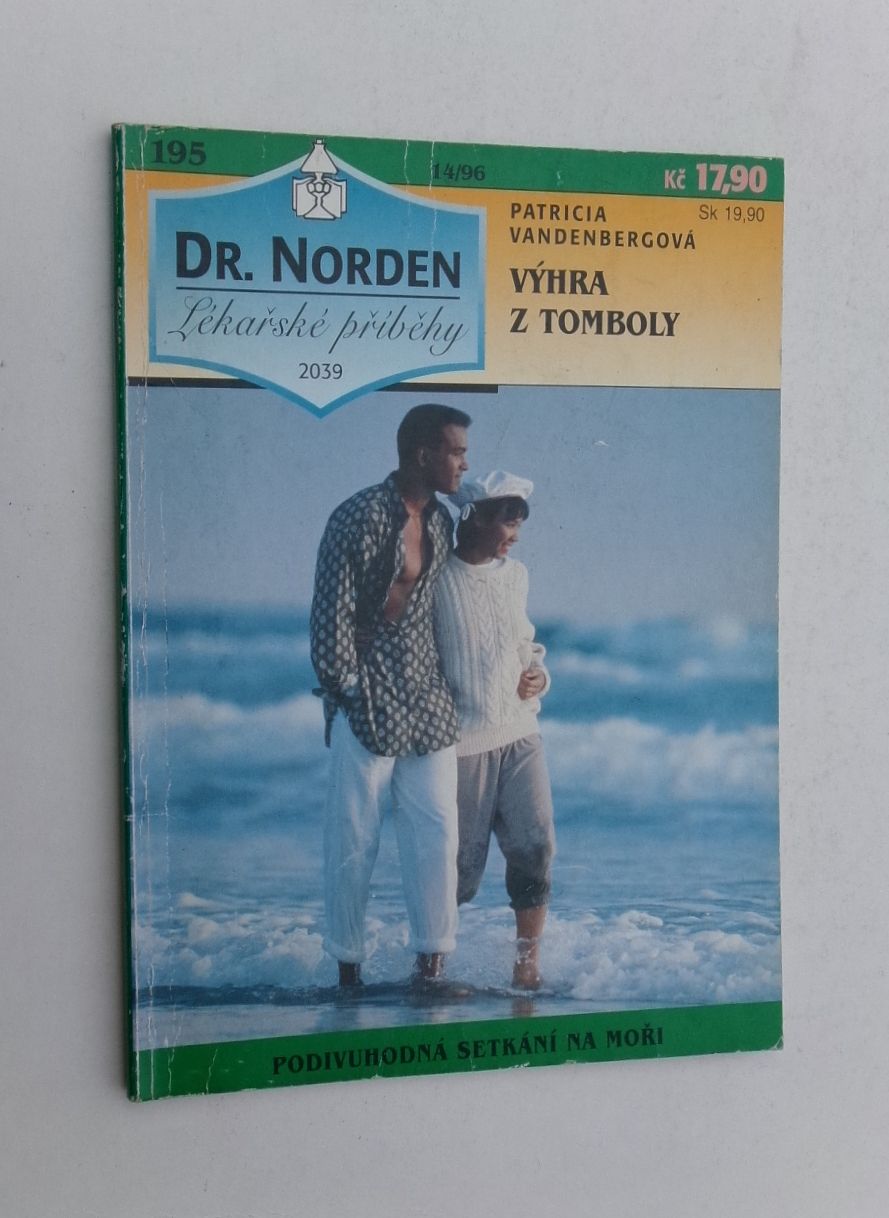 195
14/96
Kč 17,90
Sk 19,90
DR. NORDEN
Lékařské příběhy
2039
PATRICIA
VANDENBERGOVÁ
VÝHRA
Z TOMBOLY
PODIVUHODNÁ SETKÁNÍ NA MOŘI